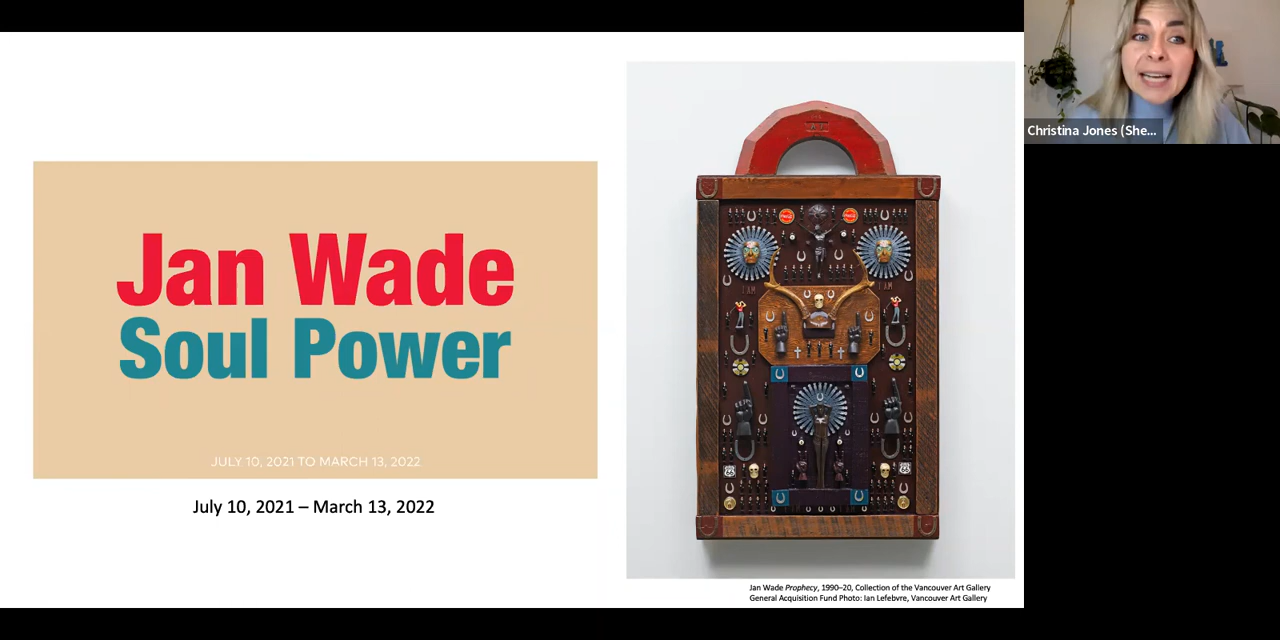 Jan Wade
Soul Power
JULY 10, 2021 TO MARCH 13, 2022
July 10, 2021 – March 13, 2022
I AM
I AM
Jan Wade Prophecy, 1990–20, Collection of the Vancouver Art Gallery
General Acquisition Fund Photo: Ian Lefebvre, Vancouver Art Gallery
Christina Jones (She...